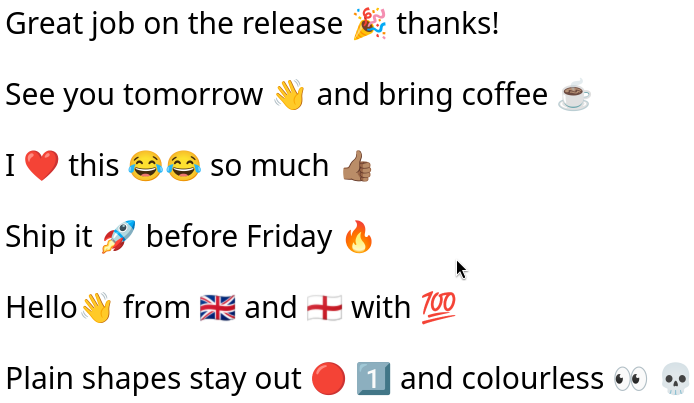 Great job on the release 🎉 thanks!
See you tomorrow 👋 and bring coffee ☕
I ❤️ this 😂😂 so much 👍🏽
Ship it 🚀 before Friday 🔥
Hello👋 from 🇬🇧 and 🏴󠁧󠁢󠁥󠁮󠁧󠁿 with 💯
Plain shapes stay out 🔴 1️⃣ and colourless 👀 💀